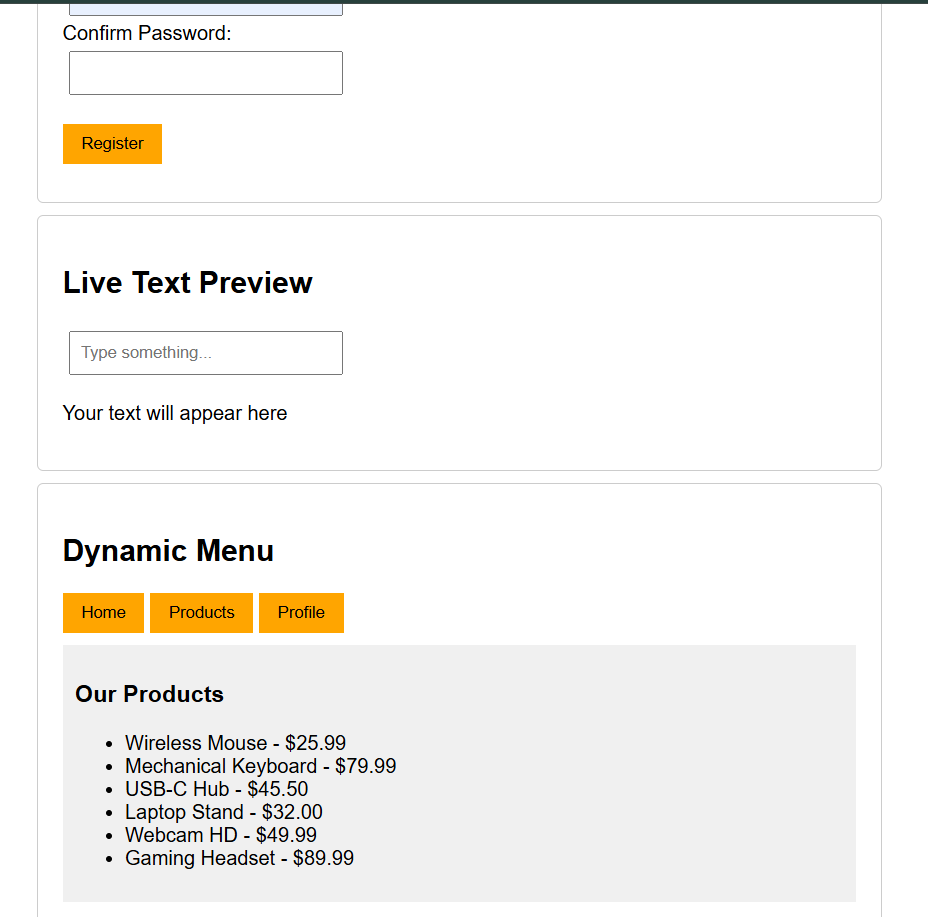 Confirm Password:
Register
Live Text Preview
Type something...
Your text will appear here
Dynamic Menu
Home Products Profile
Our Products
Wireless Mouse - $25.99
Mechanical Keyboard - $79.99
USB-C Hub - $45.50
Laptop Stand - $32.00
Webcam HD - $49.99
Gaming Headset - $89.99